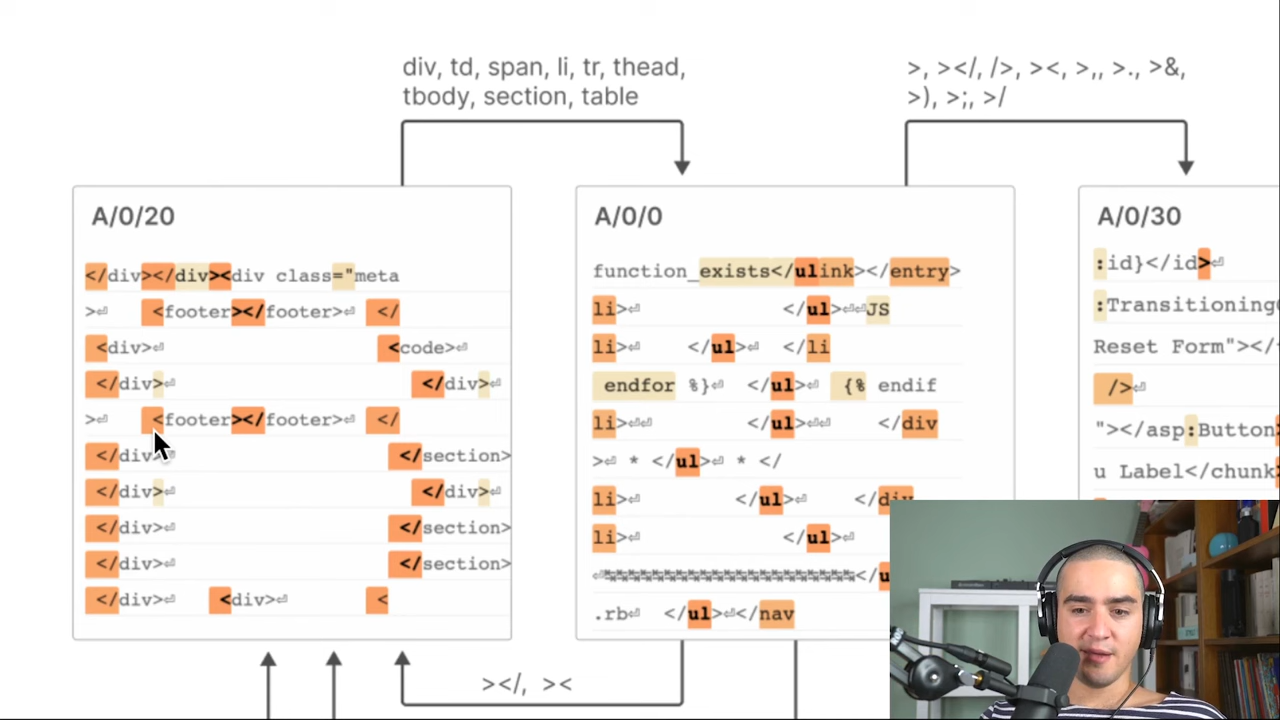 div, td, span, li, tr, thead,
tbody, section, table
>, ></, />, ><, >,, >., >&,
>), >;, >/
A/0/20
</div></div><div class="meta
>⏎ <footer></footer>⏎ </
<div>⏎ <code>⏎
</div>⏎ </div>⏎
>⏎ <footer></footer>⏎ </
</div> </section>
</div>⏎ </div>⏎
</div>⏎ </section>
</div>⏎ </section>
</div>⏎ <div>⏎ <
A/0/0
function_exists</ulink></entry>
li>⏎ </ul>⏎⏎JS
li>⏎ </ul>⏎ </li
endfor %}⏎ </ul>⏎ {% endif
li>⏎⏎ </ul>⏎⏎ </div
>⏎ * </ul>⏎ * </
li>⏎ </ul>⏎ </div
li>⏎ </ul>⏎
.rb⏎ </ul>⏎</nav
A/0/30
:id}</id>⏎
:Transitioning
Reset Form"></
/>⏎
"></asp:Button
u Label</chunk
></, ><